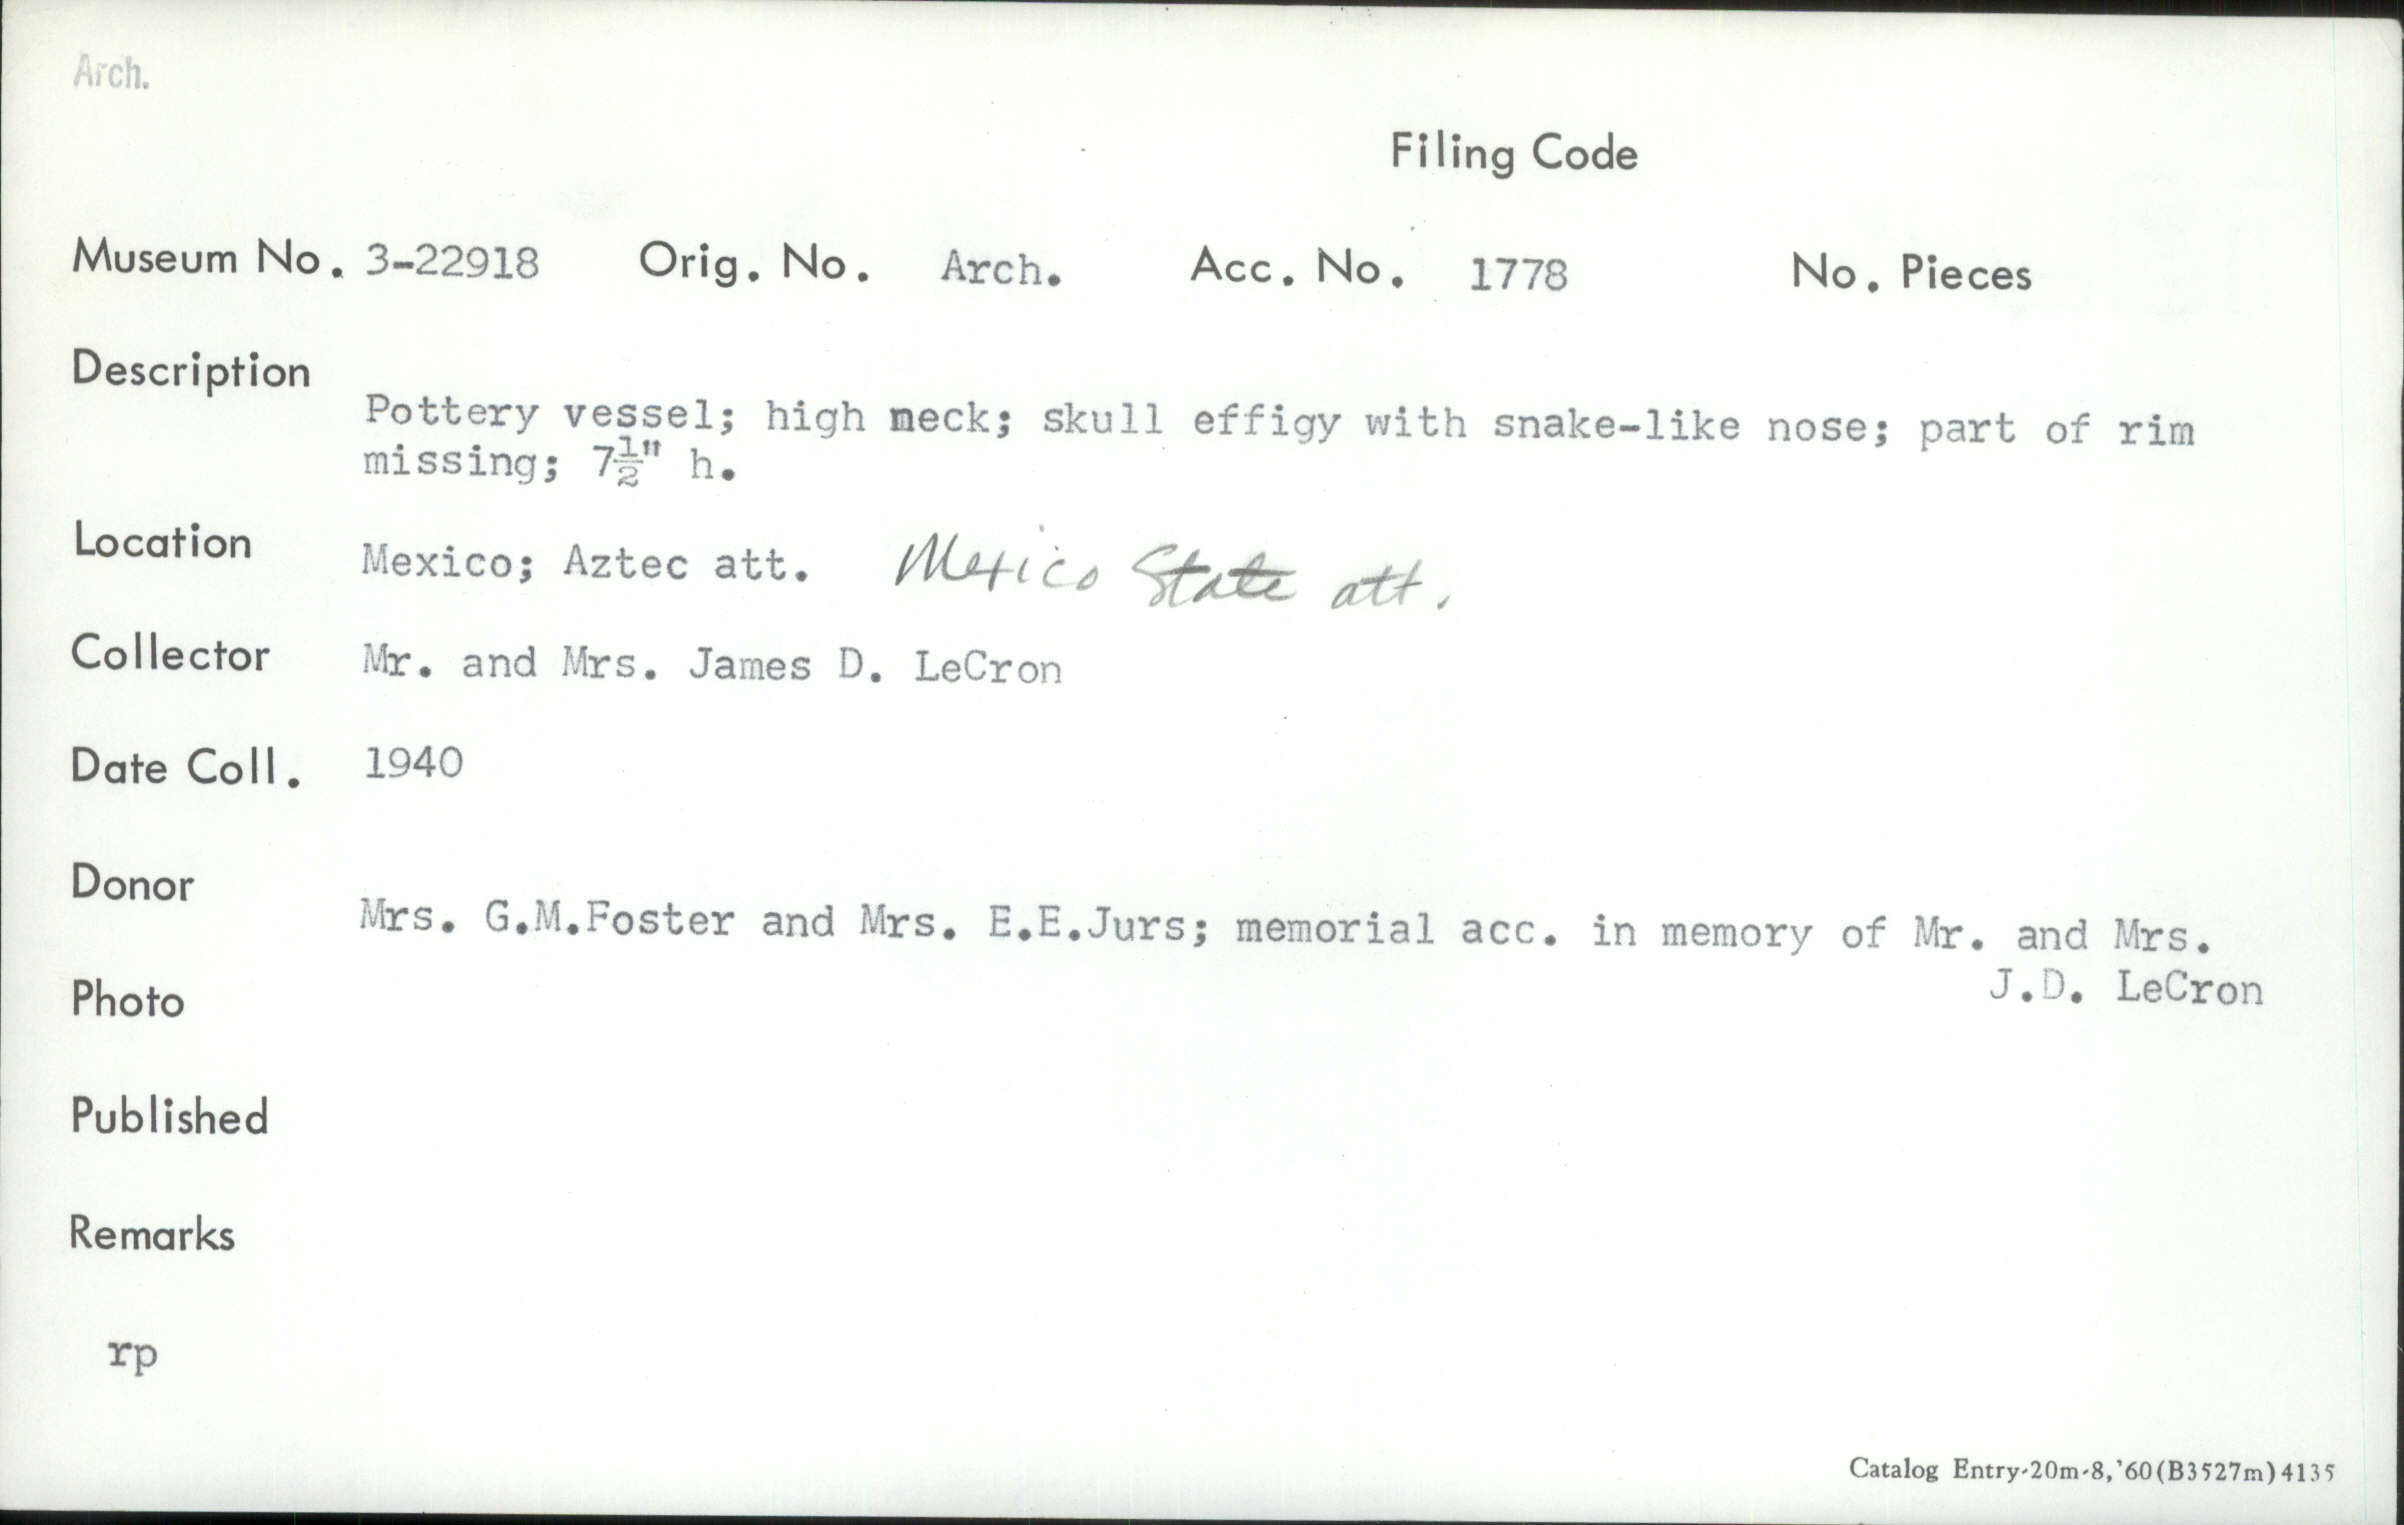 Arch.
Filing Code
Museum No. 3-22918 Orig. No. Arch. Acc. No. 1778 No. Pieces
Description
Pottery vessel; high neck; skull effigy with snake-like nose; part of rim
missing; 7½" h.
Location Mexico; Aztec att. Mexico State att.
Collector Mr. and Mrs. James D. LeCron
Date Coll. 1940
Donor
Mrs. G.M.Foster and Mrs. E.E.Jurs; memorial acc. in memory of Mr. and Mrs.
J.D. LeCron
Photo
Published
Remarks
rp
Catalog Entry-20m-8,'60(B3527m)4135